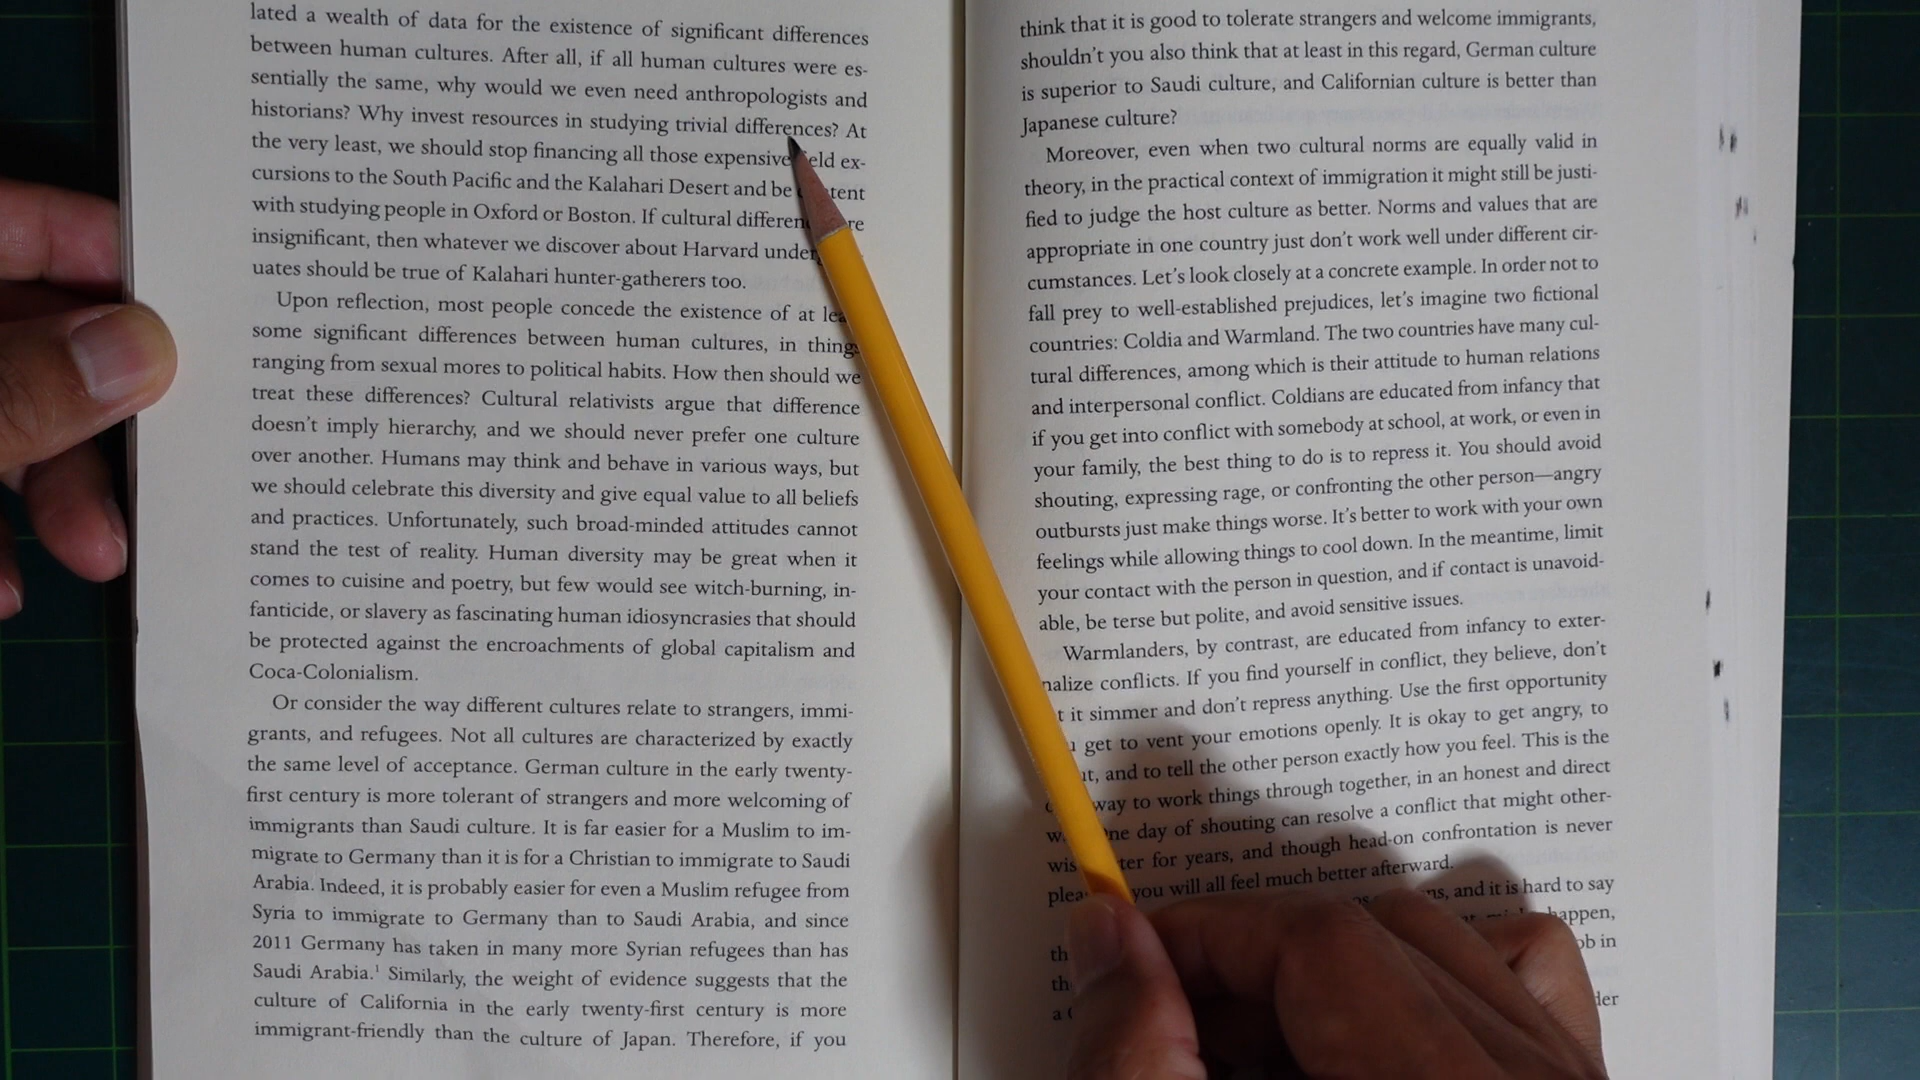 lated a wealth of data for the existence of significant differences
between human cultures. After all, if all human cultures were es-
sentially the same, why would we even need anthropologists and
historians? Why invest resources in studying trivial differences? At
the very least, we should stop financing all those expensive eld ex-
cursions to the South Pacific and the Kalahari Desert and be tent
with studying people in Oxford or Boston. If cultural differen re
insignificant, then whatever we discover about Harvard under
uates should be true of Kalahari hunter-gatherers too.
Upon reflection, most people concede the existence of at lea
some significant differences between human cultures, in things
ranging from sexual mores to political habits. How then should we
treat these differences? Cultural relativists argue that difference
doesn't imply hierarchy, and we should never prefer one culture
over another. Humans may think and behave in various ways, but
we should celebrate this diversity and give equal value to all beliefs
and practices. Unfortunately, such broad-minded attitudes cannot
stand the test of reality. Human diversity may be great when it
comes to cuisine and poetry, but few would see witch-burning, in-
fanticide, or slavery as fascinating human idiosyncrasies that should
be protected against the encroachments of global capitalism and
Coca-Colonialism.
Or consider the way different cultures relate to strangers, immi-
grants, and refugees. Not all cultures are characterized by exactly
the same level of acceptance. German culture in the early twenty-
first century is more tolerant of strangers and more welcoming of
immigrants than Saudi culture. It is far easier for a Muslim to im-
migrate to Germany than it is for a Christian to immigrate to Saudi
Arabia. Indeed, it is probably easier for even a Muslim refugee from
Syria to immigrate to Germany than to Saudi Arabia, and since
2011 Germany has taken in many more Syrian refugees than has
Saudi Arabia.¹ Similarly, the weight of evidence suggests that the
culture of California in the early twenty-first century is more
immigrant-friendly than the culture of Japan. Therefore, if you
think that it is good to tolerate strangers and welcome immigrants,
shouldn't you also think that at least in this regard, German culture
is superior to Saudi culture, and Californian culture is better than
Japanese culture?
Moreover, even when two cultural norms are equally valid in
theory, in the practical context of immigration it might still be justi-
fied to judge the host culture as better. Norms and values that are
appropriate in one country just don't work well under different cir-
cumstances. Let's look closely at a concrete example. In order not to
fall prey to well-established prejudices, let's imagine two fictional
countries: Coldia and Warmland. The two countries have many cul-
tural differences, among which is their attitude to human relations
and interpersonal conflict. Coldians are educated from infancy that
if you get into conflict with somebody at school, at work, or even in
your family, the best thing to do is to repress it. You should avoid
shouting, expressing rage, or confronting the other person—angry
outbursts just make things worse. It's better to work with your own
feelings while allowing things to cool down. In the meantime, limit
your contact with the person in question, and if contact is unavoid-
able, be terse but polite, and avoid sensitive issues.
Warmlanders, by contrast, are educated from infancy to exter-
nalize conflicts. If you find yourself in conflict, they believe, don't
t it simmer and don't repress anything. Use the first opportunity
get to vent your emotions openly. It is okay to get angry, to
and to tell the other person exactly how you feel. This is the
way to work things through together, in an honest and direct
ne day of shouting can resolve a conflict that might other-
wis ter for years, and though head-on confrontation is never
plea you will all feel much better afterward.
ns, and it is hard to say
happen,
th ob in
th
a der